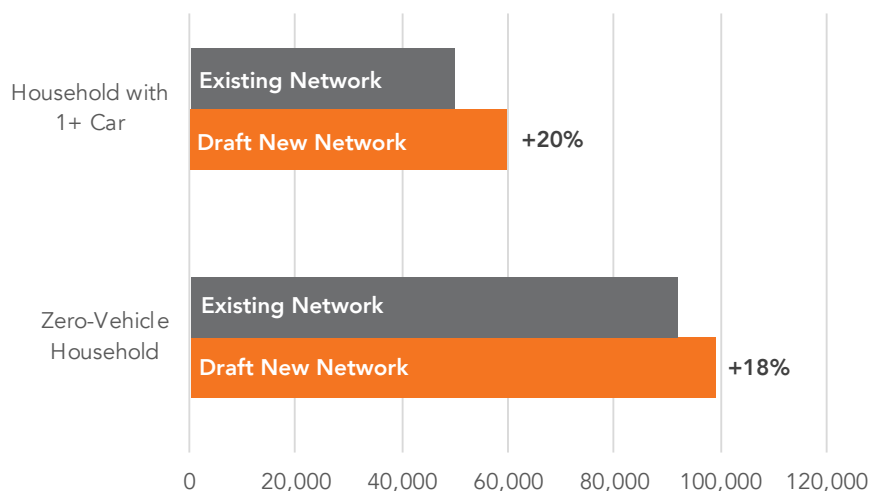 Existing Network
Household with
1+ Car
Draft New Network
+20%
Existing Network
Zero-Vehicle
Household
Draft New Network
+18%
0 20,000 40,000 60,000 80,000 100,000 120,000